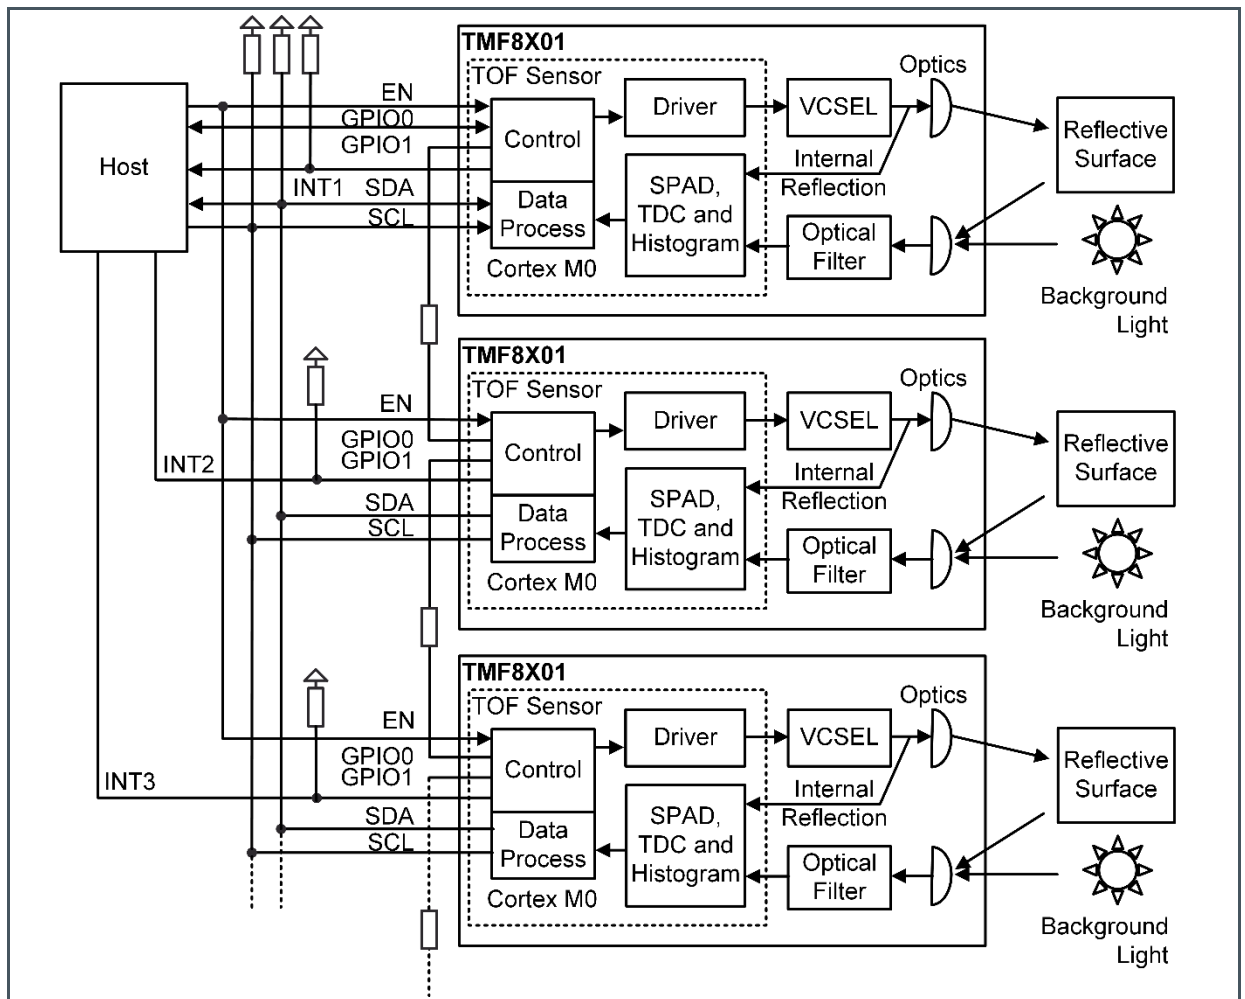 TMF8X01
TOF Sensor
Optics
EN
GPIO0
GPIO1
Host
INT1
SDA
SCL
Control
Data
Process
Cortex M0
Driver
VCSEL
Internal
Reflection
SPAD,
TDC and
Histogram
Optical
Filter
Reflective
Surface
Background
Light
TMF8X01
TOF Sensor
Optics
EN
GPIO0
GPIO1
INT2
SDA
SCL
Control
Data
Process
Cortex M0
Driver
VCSEL
Internal
Reflection
SPAD,
TDC and
Histogram
Optical
Filter
Reflective
Surface
Background
Light
TMF8X01
TOF Sensor
Optics
EN
GPIO0
GPIO1
INT3
SDA
SCL
Control
Data
Process
Cortex M0
Driver
VCSEL
Internal
Reflection
SPAD,
TDC and
Histogram
Optical
Filter
Reflective
Surface
Background
Light